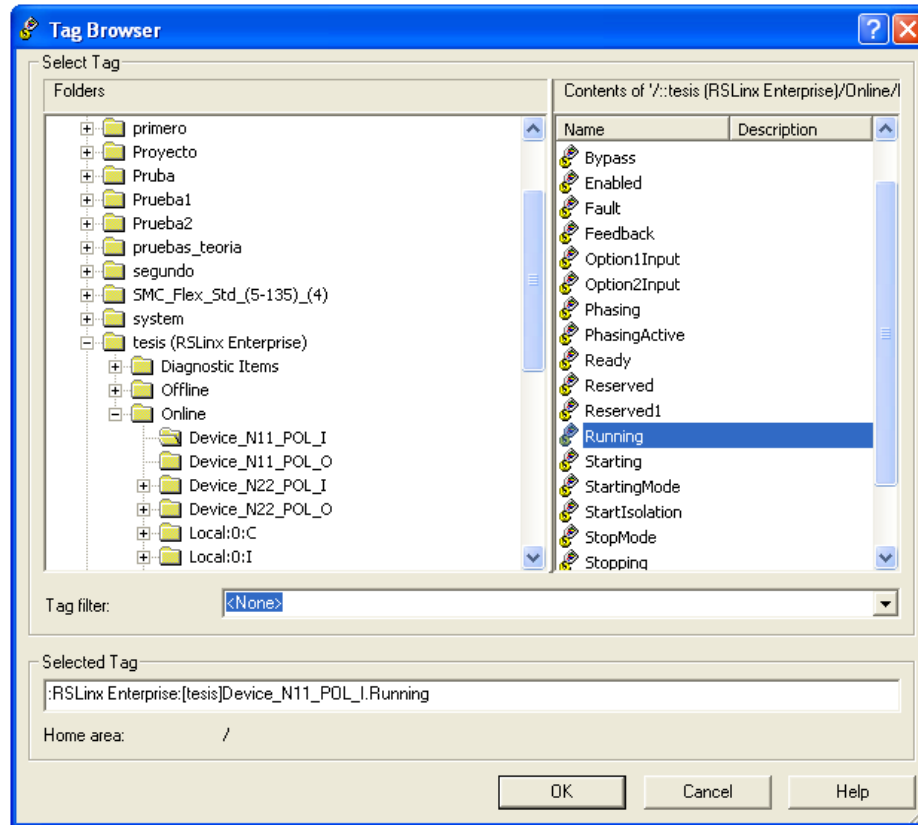 Tag Browser
Select Tag
Folders
primero
Proyecto
Pruba
Prueba1
Prueba2
pruebas_teoria
segundo
SMC_Flex_Std_(5-135)_(4)
system
tesis (RSLinx Enterprise)
Diagnostic Items
Offline
Online
Device_N11_POL_I
Device_N11_POL_O
Device_N22_POL_I
Device_N22_POL_O
Local:0:C
Local:0:I
Contents of '/::tesis (RSLinx Enterprise)/Online/
Name Description
Bypass
Enabled
Fault
Feedback
Option1Input
Option2Input
Phasing
PhasingActive
Ready
Reserved
Reserved1
Running
Starting
StartingMode
StartIsolation
StopMode
Stopping
Tag filter: <None>
Selected Tag
:RSLinx Enterprise:[tesis]Device_N11_POL_I.Running
Home area: /
OK Cancel Help